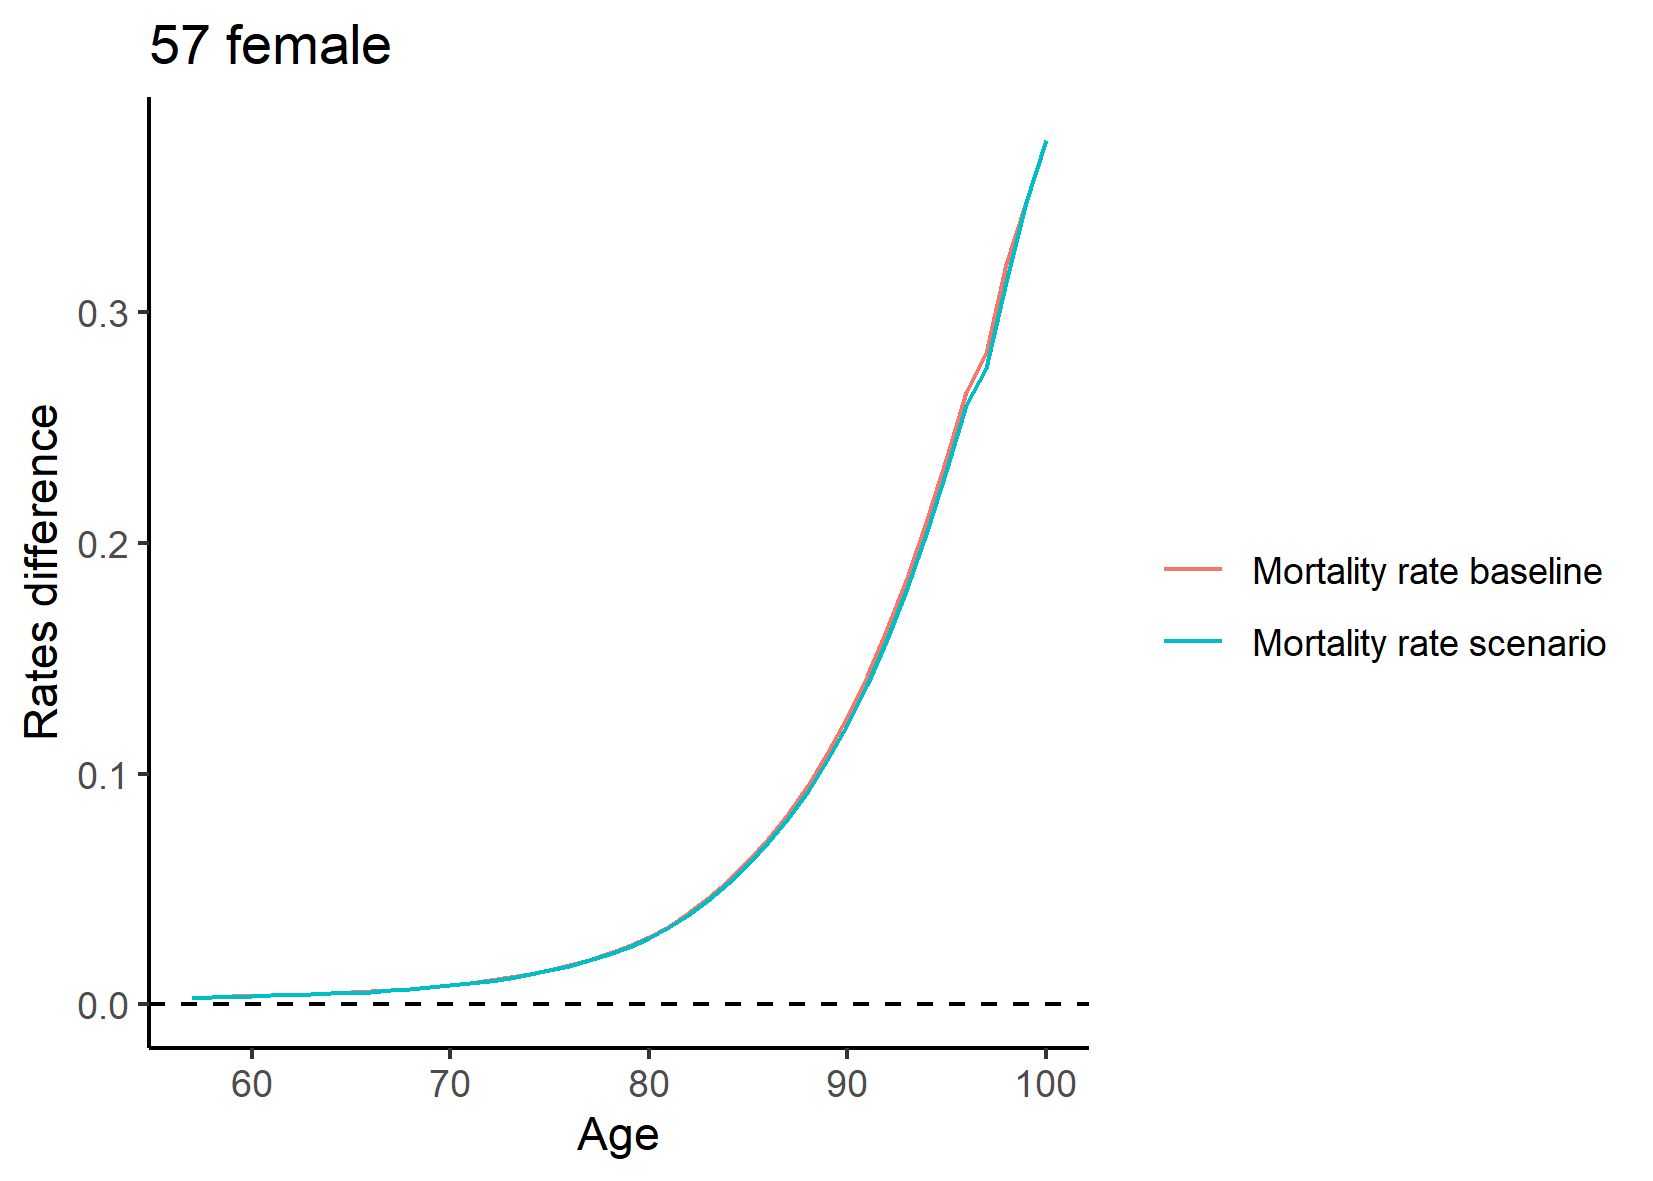 57 female
Rates difference
0.3
0.2
0.1
0.0
60 70 80 90 100
Age
Mortality rate baseline
Mortality rate scenario